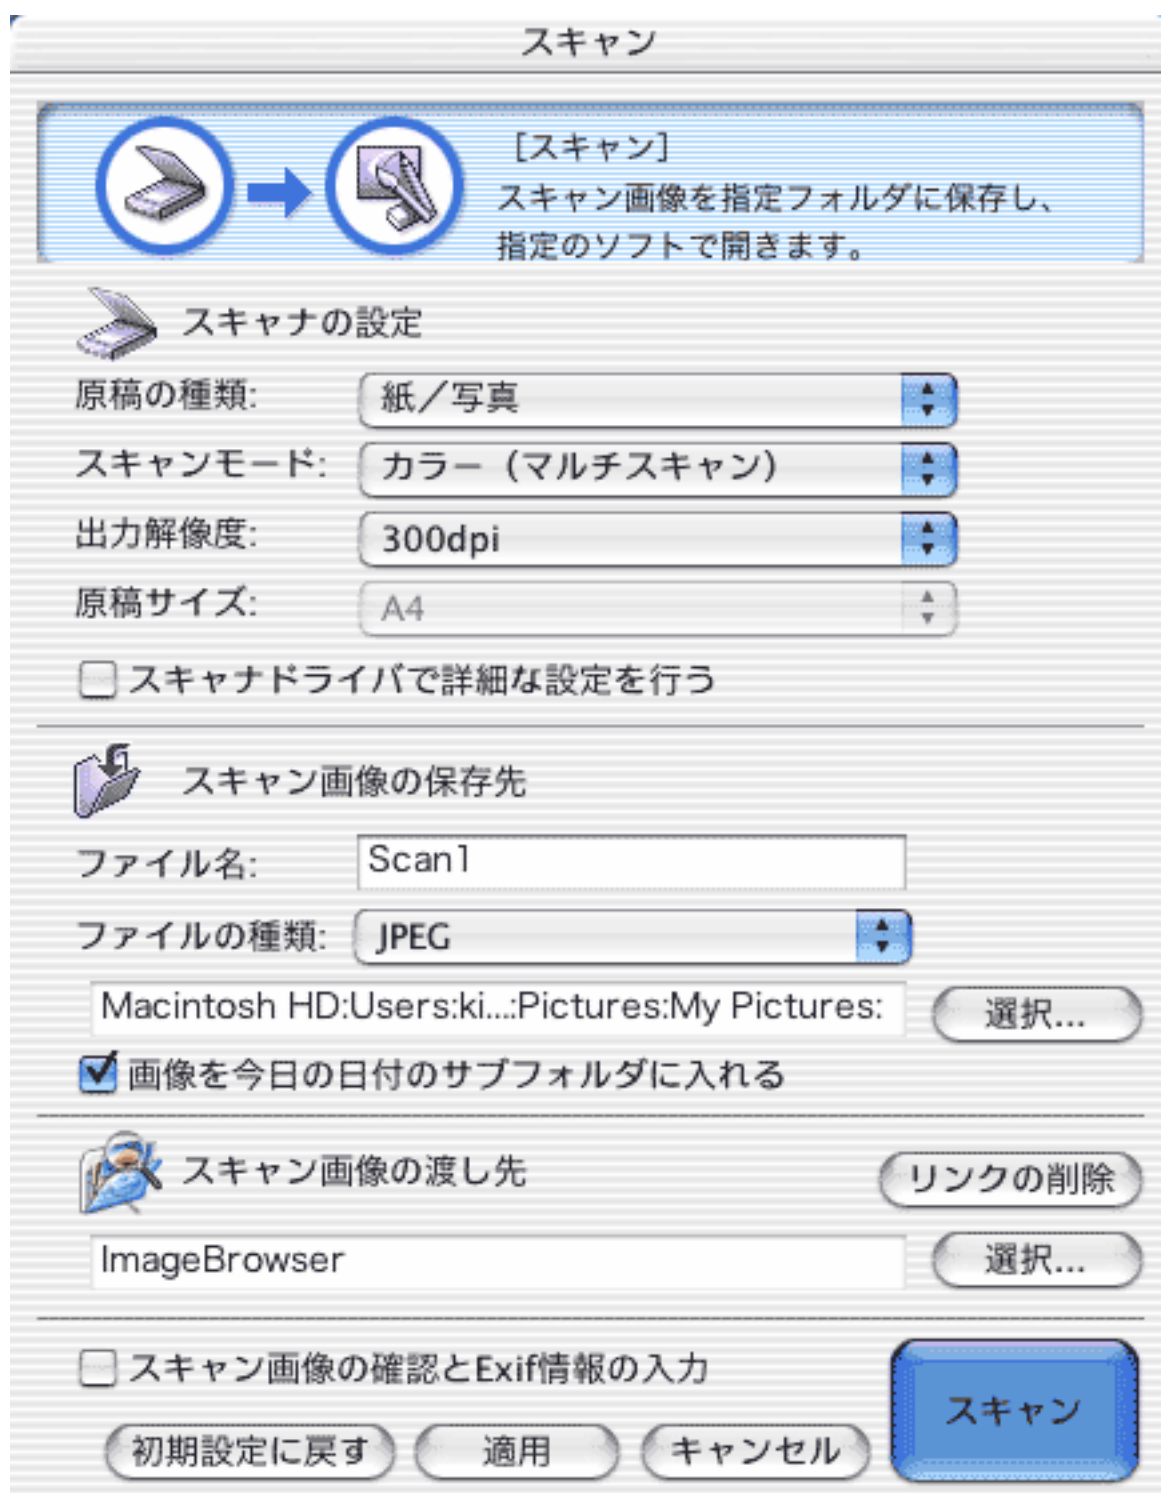 スキャン
[スキャン]
スキャン画像を指定フォルダに保存し、
指定のソフトで開きます。
スキャナの設定
原稿の種類: 紙／写真
スキャンモード: カラー（マルチスキャン）
出力解像度: 300dpi
原稿サイズ: A4
スキャナドライバで詳細な設定を行う
スキャン画像の保存先
ファイル名: Scan1
ファイルの種類: JPEG
Macintosh HD:Users:ki...:Pictures:My Pictures: 選択...
画像を今日の日付のサブフォルダに入れる
スキャン画像の渡し先 リンクの削除
ImageBrowser 選択...
スキャン画像の確認とExif情報の入力
スキャン
初期設定に戻す 適用 キャンセル